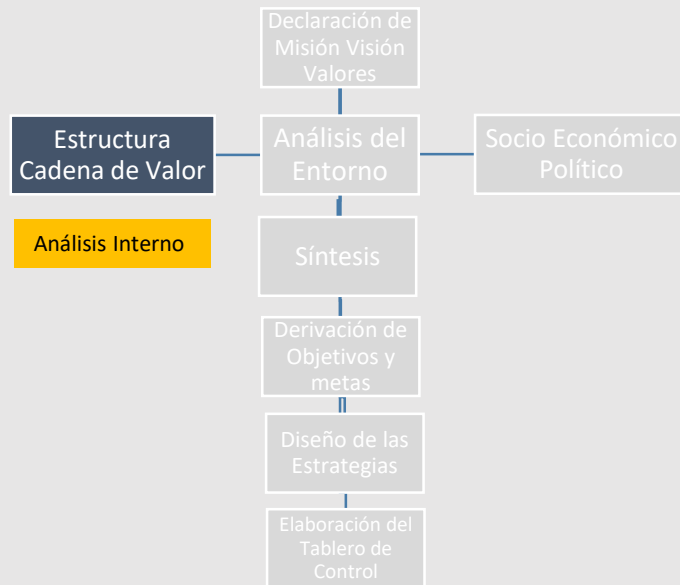 Declaración de
Misión Visión
Valores
Estructura
Cadena de Valor
Análisis del
Entorno
Socio Económico
Político
Análisis Interno
Síntesis
Derivación de
Objetivos y
metas
Diseño de las
Estrategias
Elaboración del
Tablero de
Control